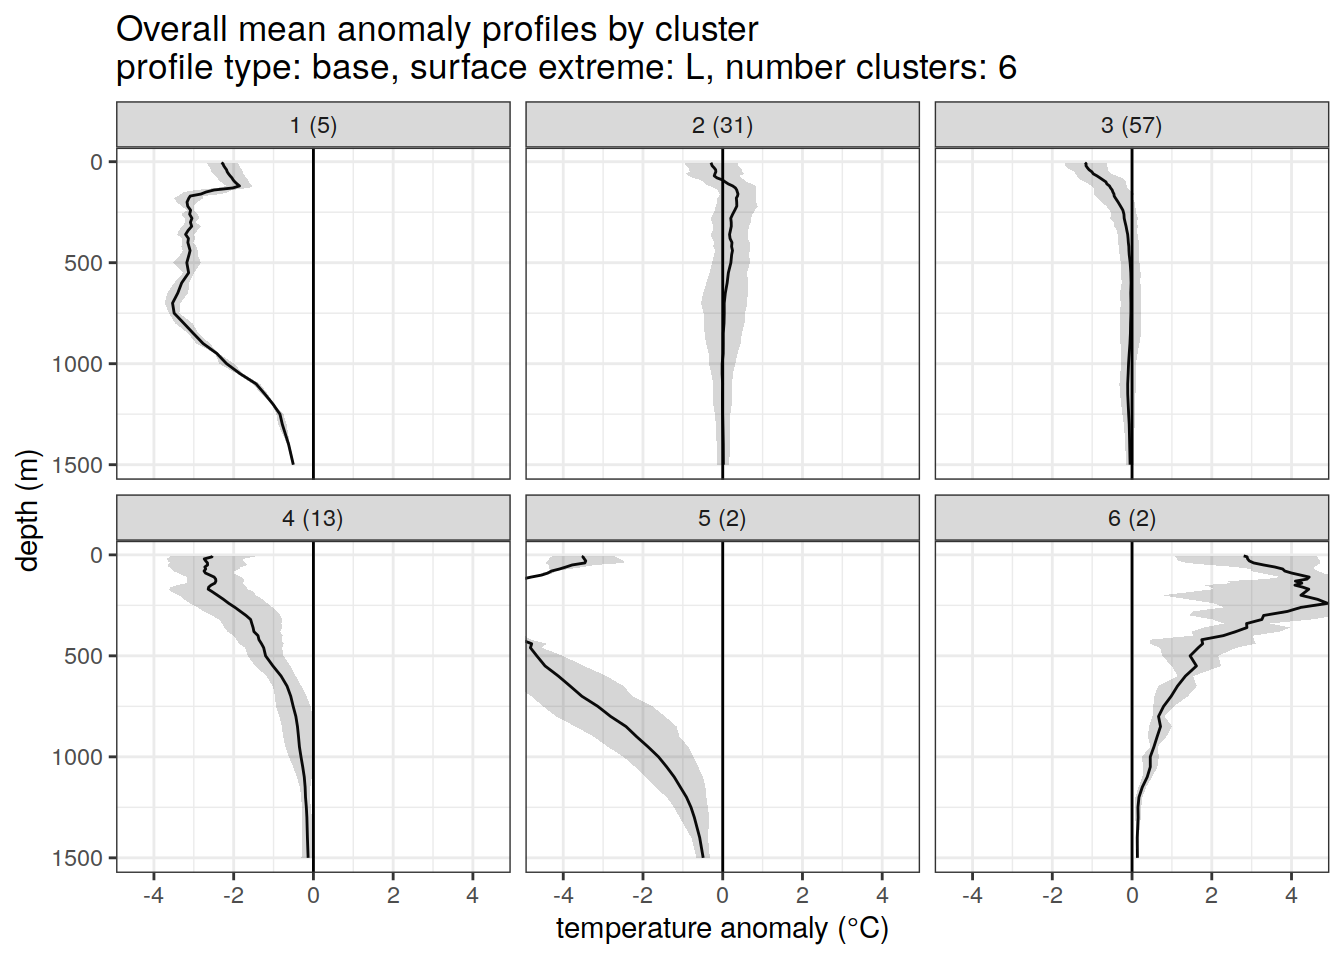 Overall mean anomaly profiles by cluster
profile type: base, surface extreme: L, number clusters: 6
1 (5)
2 (31)
3 (57)
0
500
1000
1500
4 (13)
5 (2)
6 (2)
0
500
1000
1500
depth (m)
-4 -2 0 2 4
-4 -2 0 2 4
-4 -2 0 2 4
temperature anomaly (°C)